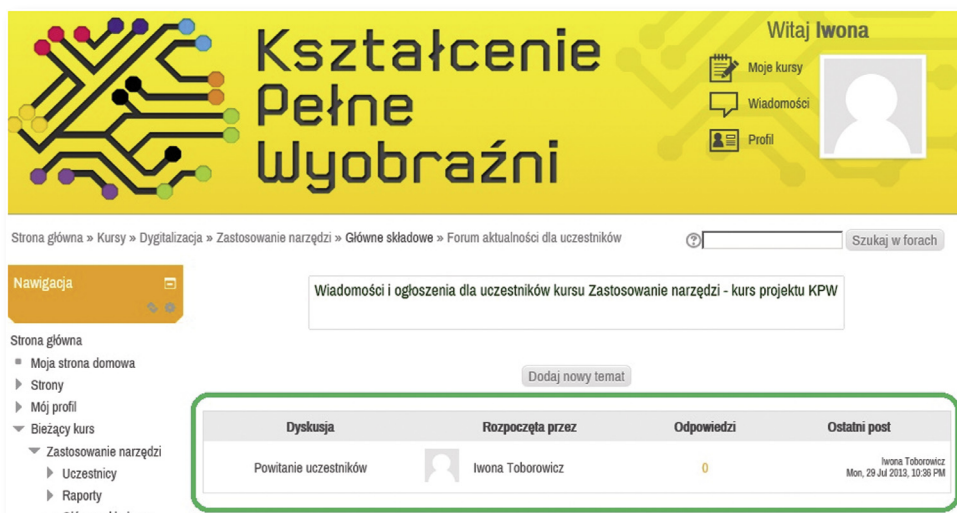 Kształcenie
Pełne
Wyobraźni
Witaj Iwona
Moje kursy
Wiadomości
Profil
Strona główna » Kursy » Dygitalizacja » Zastosowanie narzędzi » Główne składowe » Forum aktualności dla uczestników
Szukaj w forach
Nawigacja
Strona główna
Moja strona domowa
Strony
Mój profil
Bieżący kurs
Zastosowanie narzędzi
Uczestnicy
Raporty
Wiadomości i ogłoszenia dla uczestników kursu Zastosowanie narzędzi - kurs projektu KPW
Dodaj nowy temat
Dyskusja Rozpoczęta przez Odpowiedzi Ostatni post
Powitanie uczestników Iwona Toborowicz 0 Iwona Toborowicz
Mon, 29 Jul 2013, 10:36 PM